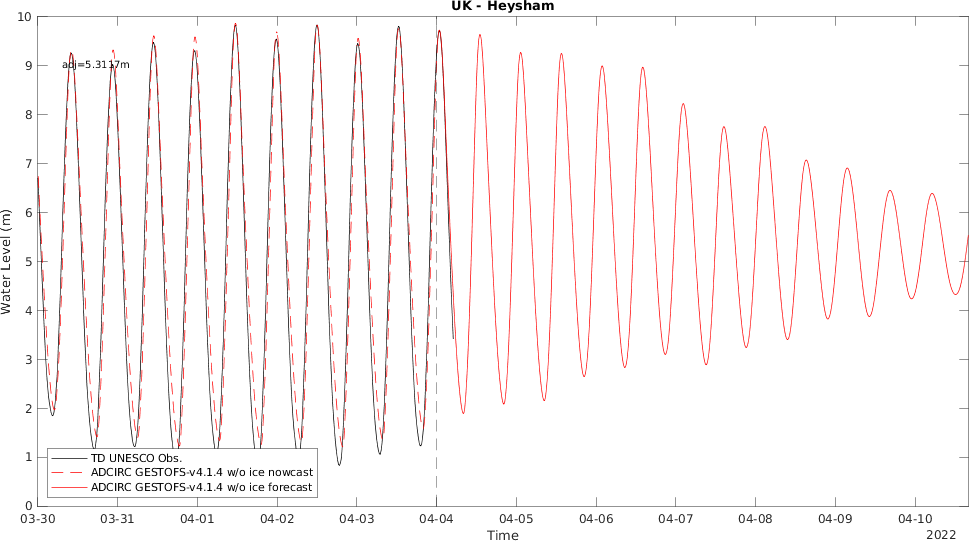 UK - Heysham
10
9
8
7
6
5
4
3
2
1
0
Water Level (m)
adj=5.3117m
TD UNESCO Obs.
ADCIRC GESTOFS-v4.1.4 w/o ice nowcast
ADCIRC GESTOFS-v4.1.4 w/o ice forecast
03-30 03-31 04-01 04-02 04-03 04-04 04-05 04-06 04-07 04-08 04-09 04-10
Time
2022